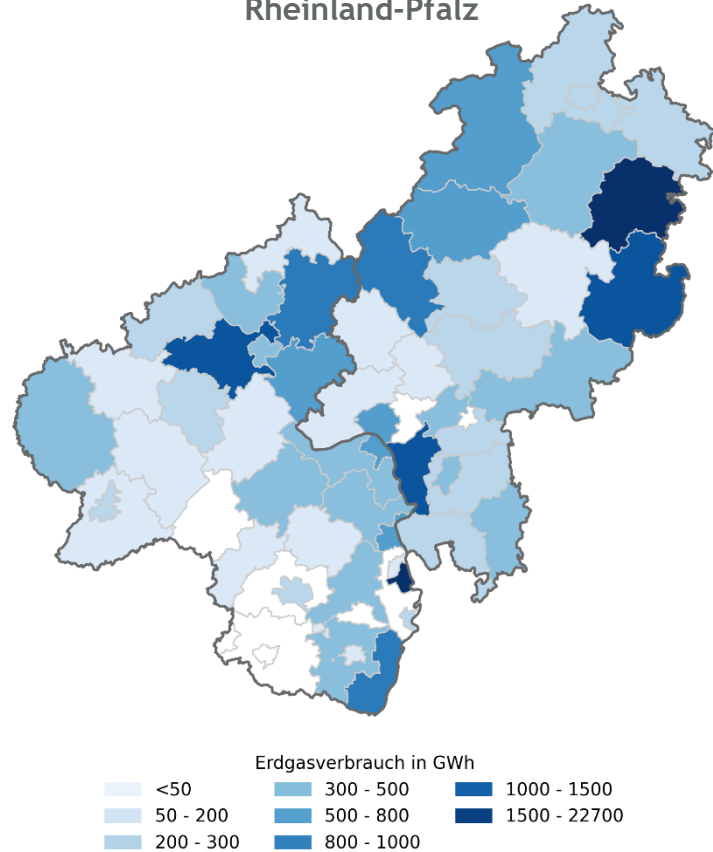 Rheinland-Pfalz
Erdgasverbrauch in GWh
<50
50 - 200
200 - 300
300 - 500
500 - 800
800 - 1000
1000 - 1500
1500 - 22700